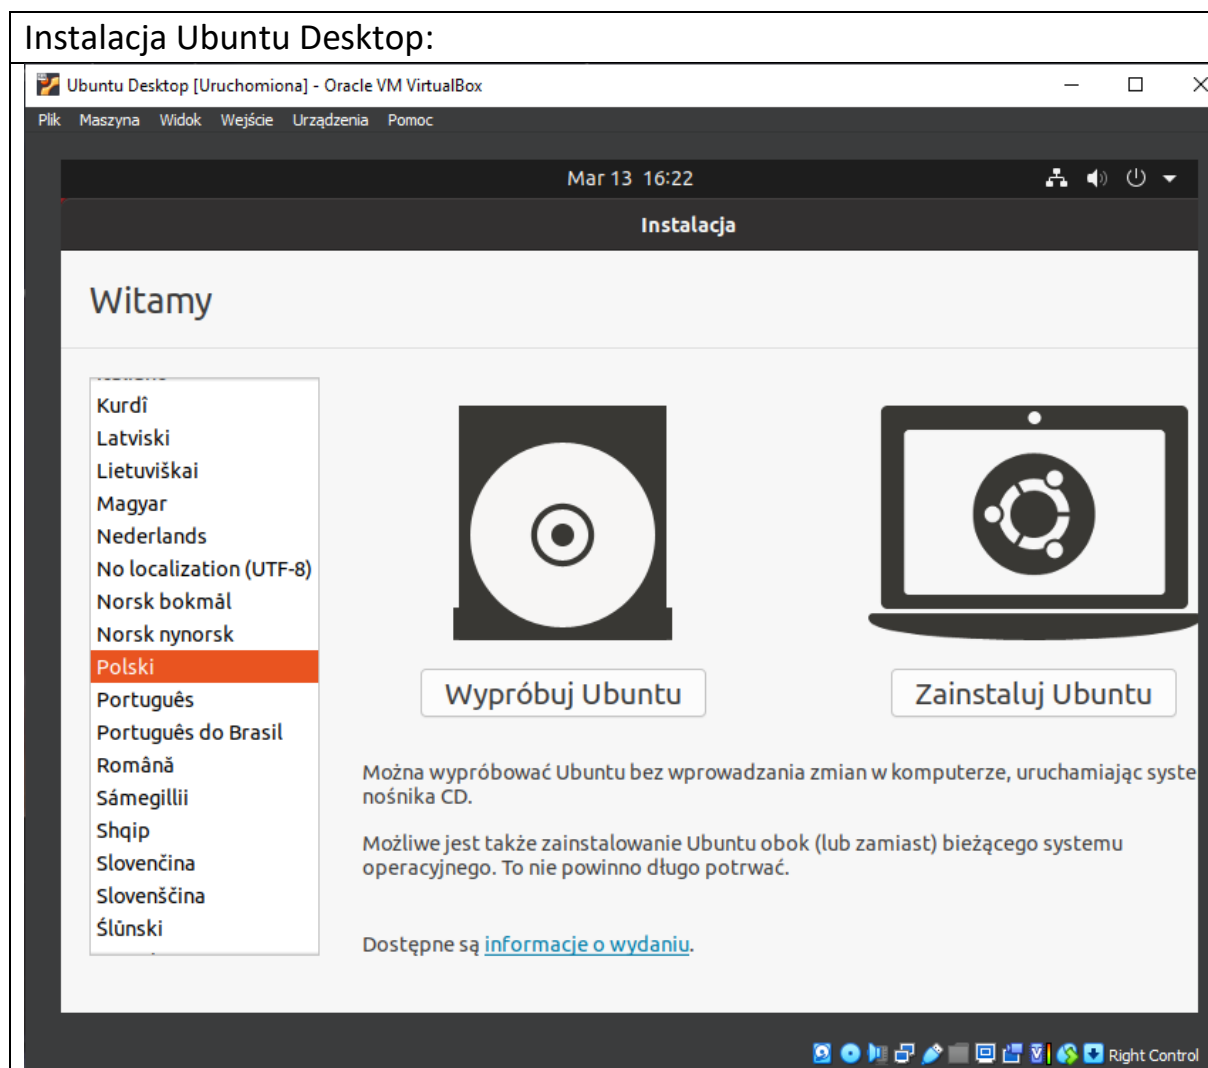 Instalacja Ubuntu Desktop:
Ubuntu Desktop [Uruchomiona] - Oracle VM VirtualBox
Plik Maszyna Widok Wejście Urządzenia Pomoc
Mar 13 16:22
Instalacja
Witamy
Kurdî
Latviski
Lietuviškai
Magyar
Nederlands
No localization (UTF-8)
Norsk bokmål
Norsk nynorsk
Polski
Português
Português do Brasil
Română
Sámegillii
Shqip
Slovenčina
Slovenščina
Ślůnski
Wypróbuj Ubuntu
Zainstaluj Ubuntu
Można wypróbować Ubuntu bez wprowadzania zmian w komputerze, uruchamiając syste
nośnika CD.
Możliwe jest także zainstalowanie Ubuntu obok (lub zamiast) bieżącego systemu
operacyjnego. To nie powinno długo potrwać.
Dostępne są informacje o wydaniu.
Right Control